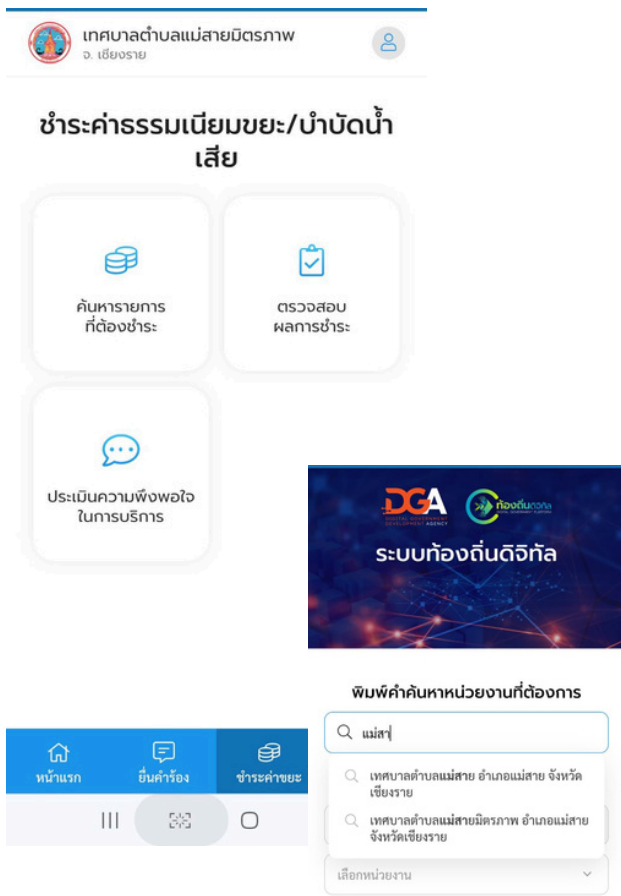 เทศบาลตำบลแม่สายมิตรภาพ
จ. เชียงราย
ชำระค่าธรรมเนียมขยะ/บำบัดน้ำ
เสีย
ค้นหารายการ
ที่ต้องชำระ
ตรวจสอบ
ผลการชำระ
ประเมินความพึงพอใจ
ในการบริการ
หน้าแรก
ยื่นคำร้อง
ชำระค่าขยะ
DGA
DIGITAL GOVERNMENT
DEVELOPMENT AGENCY
ท้องถิ่นดิจิทัล
ระบบท้องถิ่นดิจิทัล
พิมพ์คำค้นหาหน่วยงานที่ต้องการ
แม่สา
เทศบาลตำบลแม่สาย อำเภอแม่สาย จังหวัด
เชียงราย
เทศบาลตำบลแม่สายมิตรภาพ อำเภอแม่สาย
จังหวัดเชียงราย
เลือกหน่วยงาน